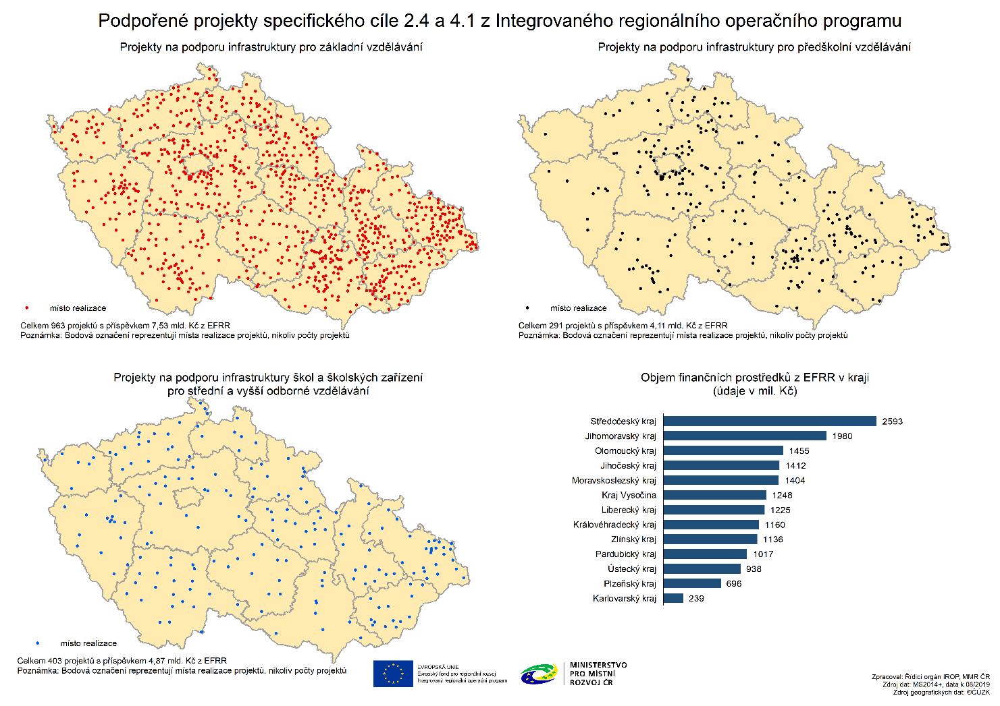 Podpořené projekty specifického cíle 2.4 a 4.1 z Integrovaného regionálního operačního programu
Projekty na podporu infrastruktury pro základní vzdělávání
místo realizace
Celkem 963 projektů s příspěvkem 7,53 mld. Kč z EFRR
Poznámka: Bodová označení reprezentují místa realizace projektů, nikoliv počty projektů
Projekty na podporu infrastruktury pro předškolní vzdělávání
místo realizace
Celkem 291 projektů s příspěvkem 4,11 mld. Kč z EFRR
Poznámka: Bodová označení reprezentují místa realizace projektů, nikoliv počty projektů
Projekty na podporu infrastruktury škol a školských zařízení
pro střední a vyšší odborné vzdělávání
místo realizace
Celkem 403 projektů s příspěvkem 4,87 mld. Kč z EFRR
Poznámka: Bodová označení reprezentují místa realizace projektů, nikoliv počty projektů
Objem finančních prostředků z EFRR v kraji
(údaje v mil. Kč)
Středočeský kraj 2593
Jihomoravský kraj 1980
Olomoucký kraj 1455
Jihočeský kraj 1412
Moravskoslezský kraj 1404
Kraj Vysočina 1248
Liberecký kraj 1225
Královéhradecký kraj 1160
Zlínský kraj 1136
Pardubický kraj 1017
Ústecký kraj 938
Plzeňský kraj 696
Karlovarský kraj 239
EVROPSKÁ UNIE
Evropský fond pro regionální rozvoj
Integrovaný regionální operační program
MINISTERSTVO
PRO MÍSTNÍ
ROZVOJ ČR
Zpracoval: Řídicí orgán IROP, MMR ČR
Zdroj dat: MS2014+, data k 08/2019
Zdroj geografických dat: ©ČÚZK